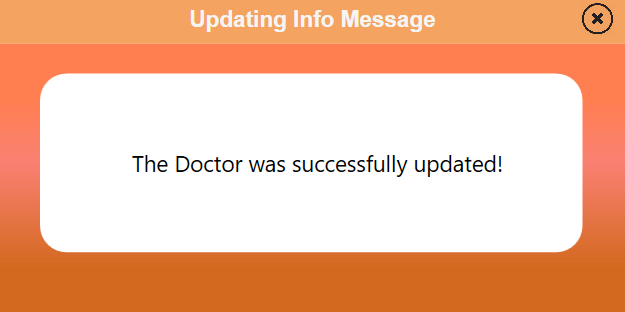 Updating Info Message
The Doctor was successfully updated!